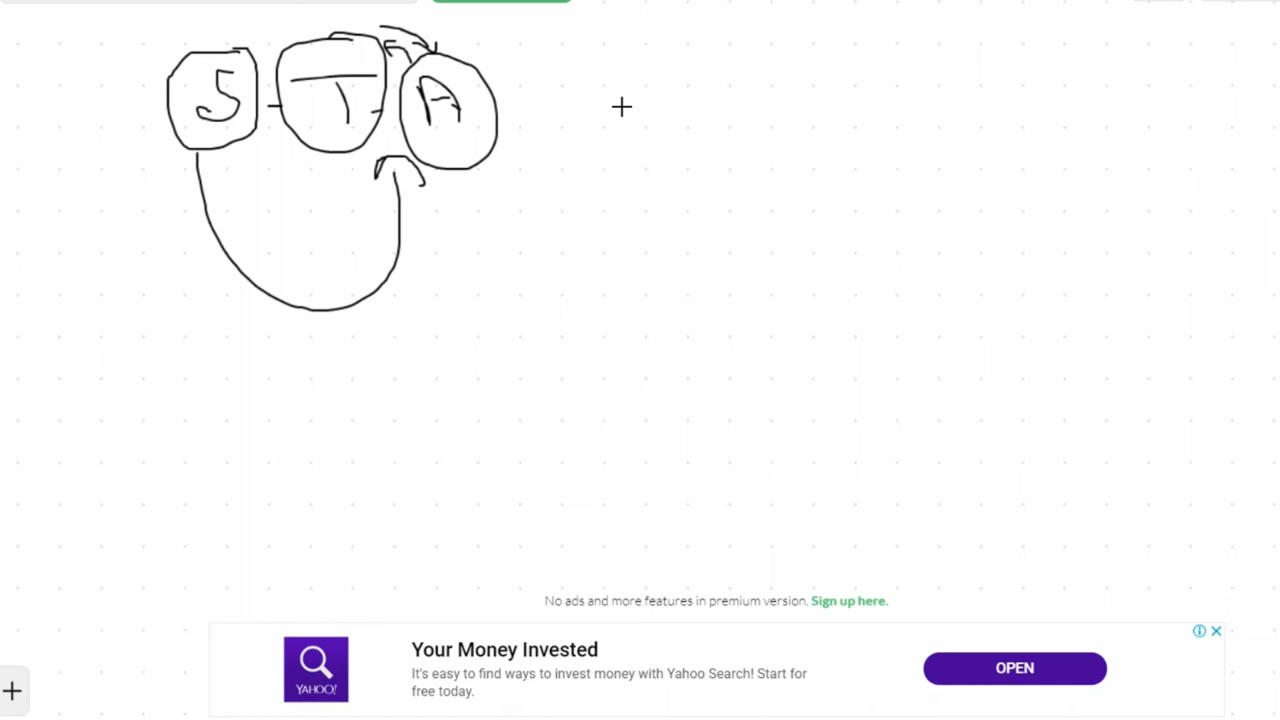 S - T - A
No ads and more features in premium version. Sign up here.
Your Money Invested
It's easy to find ways to invest money with Yahoo Search! Start for
free today.
YAHOO!
OPEN